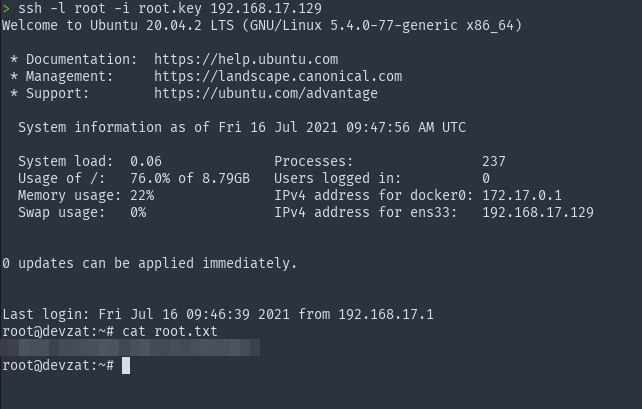 > ssh -l root -i root.key 192.168.17.129
Welcome to Ubuntu 20.04.2 LTS (GNU/Linux 5.4.0-77-generic x86_64)
* Documentation:  https://help.ubuntu.com
* Management:     https://landscape.canonical.com
* Support:        https://ubuntu.com/advantage
System information as of Fri 16 Jul 2021 09:47:56 AM UTC
System load:  0.06              Processes:                237
Usage of /:   76.0% of 8.79GB   Users logged in:          0
Memory usage: 22%               IPv4 address for docker0: 172.17.0.1
Swap usage:   0%                IPv4 address for ens33:   192.168.17.129
0 updates can be applied immediately.
Last login: Fri Jul 16 09:46:39 2021 from 192.168.17.1
root@devzat:~# cat root.txt
root@devzat:~#